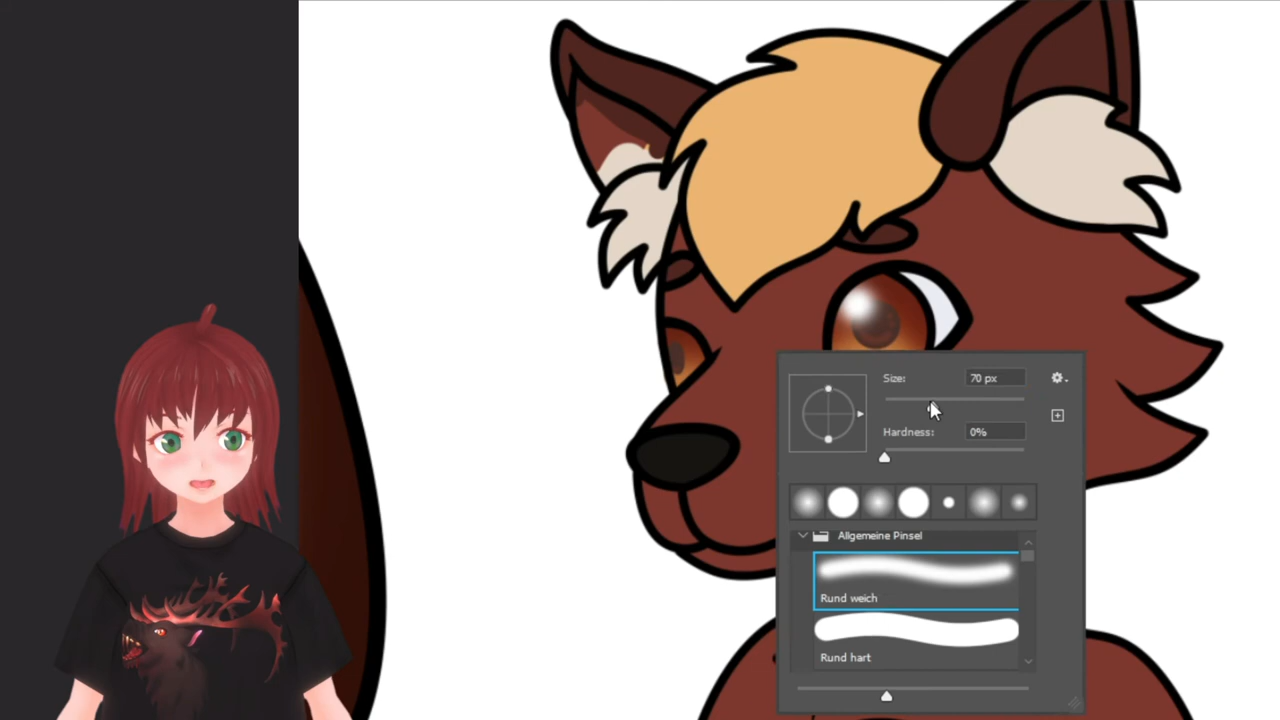 Size:
70 px
Hardness:
0%
Allgemeine Pinsel
Rund weich
Rund hart